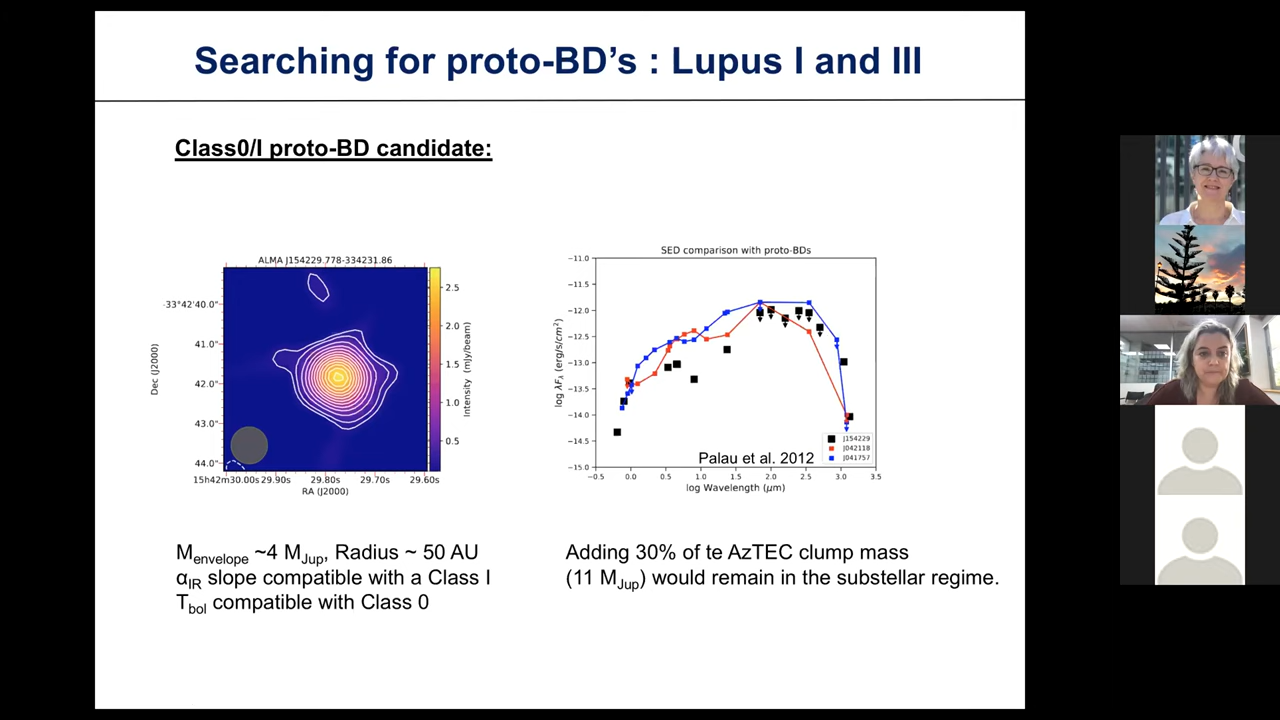 Searching for proto-BD’s : Lupus I and III
Class0/I proto-BD candidate:
ALMA J154229.778-334231.86
-33°42'40.0"
41.0"
42.0"
43.0"
44.0"
Dec (J2000)
15h42m30.00s 29.90s 29.80s 29.70s 29.60s
RA (J2000)
2.5
2.0
1.5
1.0
0.5
Intensity (mJy/beam)
SED comparison with proto-BDs
−11.0
−11.5
−12.0
−12.5
−13.0
−13.5
−14.0
−14.5
−15.0
log λFλ (erg/s/cm²)
−0.5 0.0 0.5 1.0 1.5 2.0 2.5 3.0 3.5
log Wavelength (μm)
J154229
J042118
J041757
Palau et al. 2012
Menvelope ~4 MJup, Radius ~ 50 AU
αIR slope compatible with a Class I
Tbol compatible with Class 0
Adding 30% of te AzTEC clump mass
(11 MJup) would remain in the substellar regime.